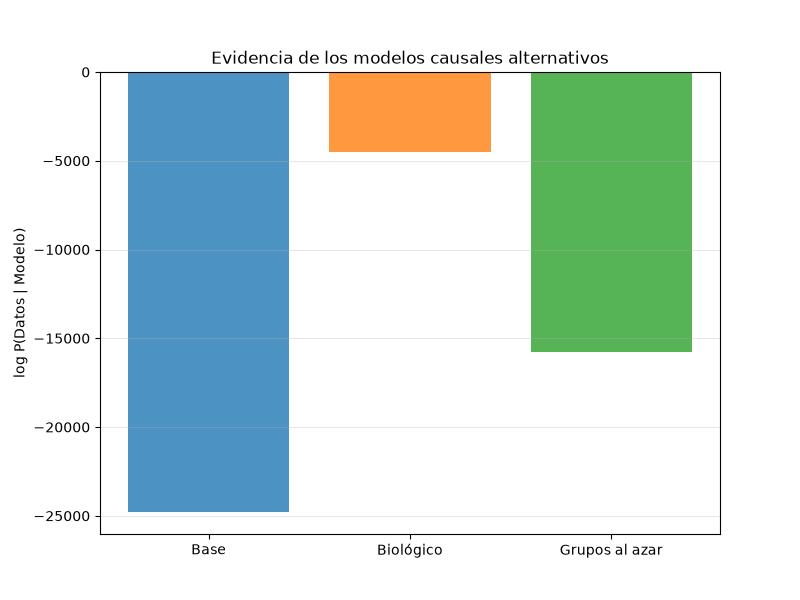 Evidencia de los modelos causales alternativos
0
−5000
−10000
−15000
−20000
−25000
log P(Datos | Modelo)
Base
Biológico
Grupos al azar